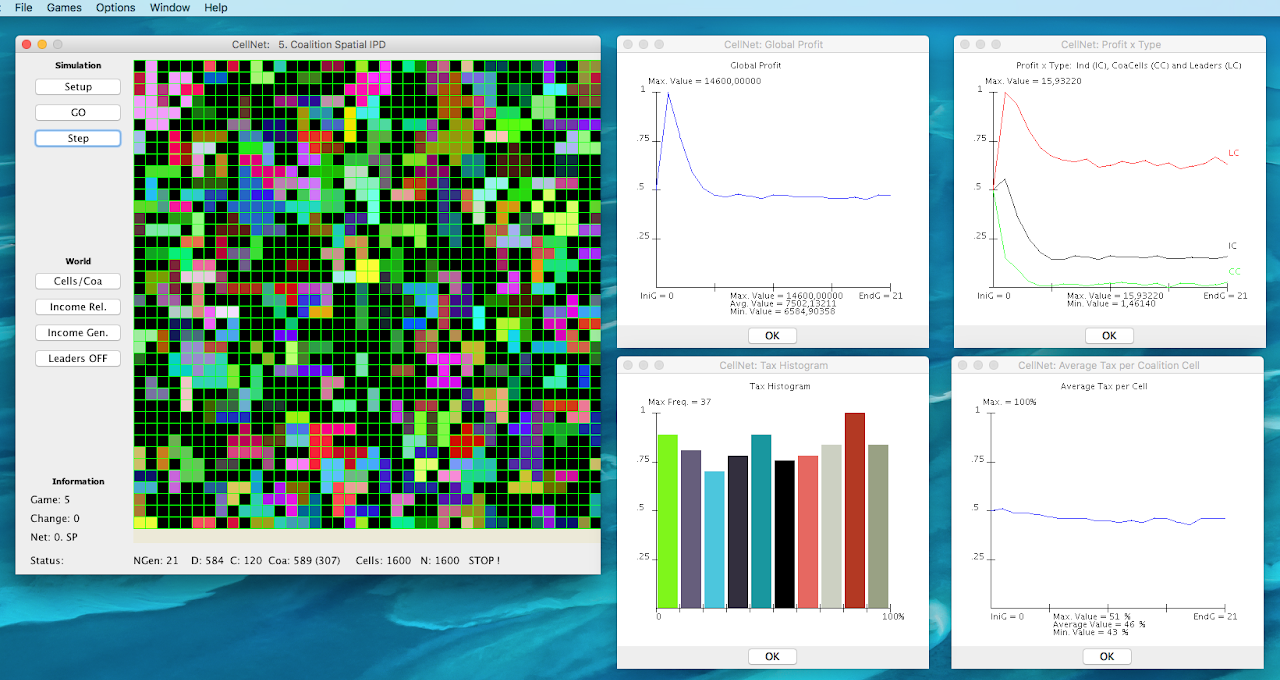 File Games Options Window Help
CellNet: 5. Coalition Spatial IPD
Simulation
Setup
GO
Step
World
Cells/Coa
Income Rel.
Income Gen.
Leaders OFF
Information
Game: 5
Change: 0
Net: 0. SP
Status: NGen: 21 D: 584 C: 120 Coa: 589 (307) Cells: 1600 N: 1600 STOP !
CellNet: Global Profit
Global Profit
Max. Value = 14600,00000
1
.75
.5
.25
IniG = 0 Max. Value = 14600,00000 EndG = 21
Avg. Value = 7502,13211
Min. Value = 6584,90358
OK
CellNet: Profit x Type
Profit x Type: Ind (IC), CoaCells (CC) and Leaders (LC)
Max. Value = 15,93220
1
.75
LC
.5
.25
IC
CC
IniG = 0 Max. Value = 15,93220 EndG = 21
Min. Value = 1,46140
OK
CellNet: Tax Histogram
Tax Histogram
Max Freq. = 37
1
.75
.5
.25
0 100%
OK
CellNet: Average Tax per Coalition Cell
Average Tax per Cell
Max. = 100%
1
.75
.5
.25
IniG = 0 Max. Value = 51 % EndG = 21
Average Value = 46 %
Min. Value = 43 %
OK